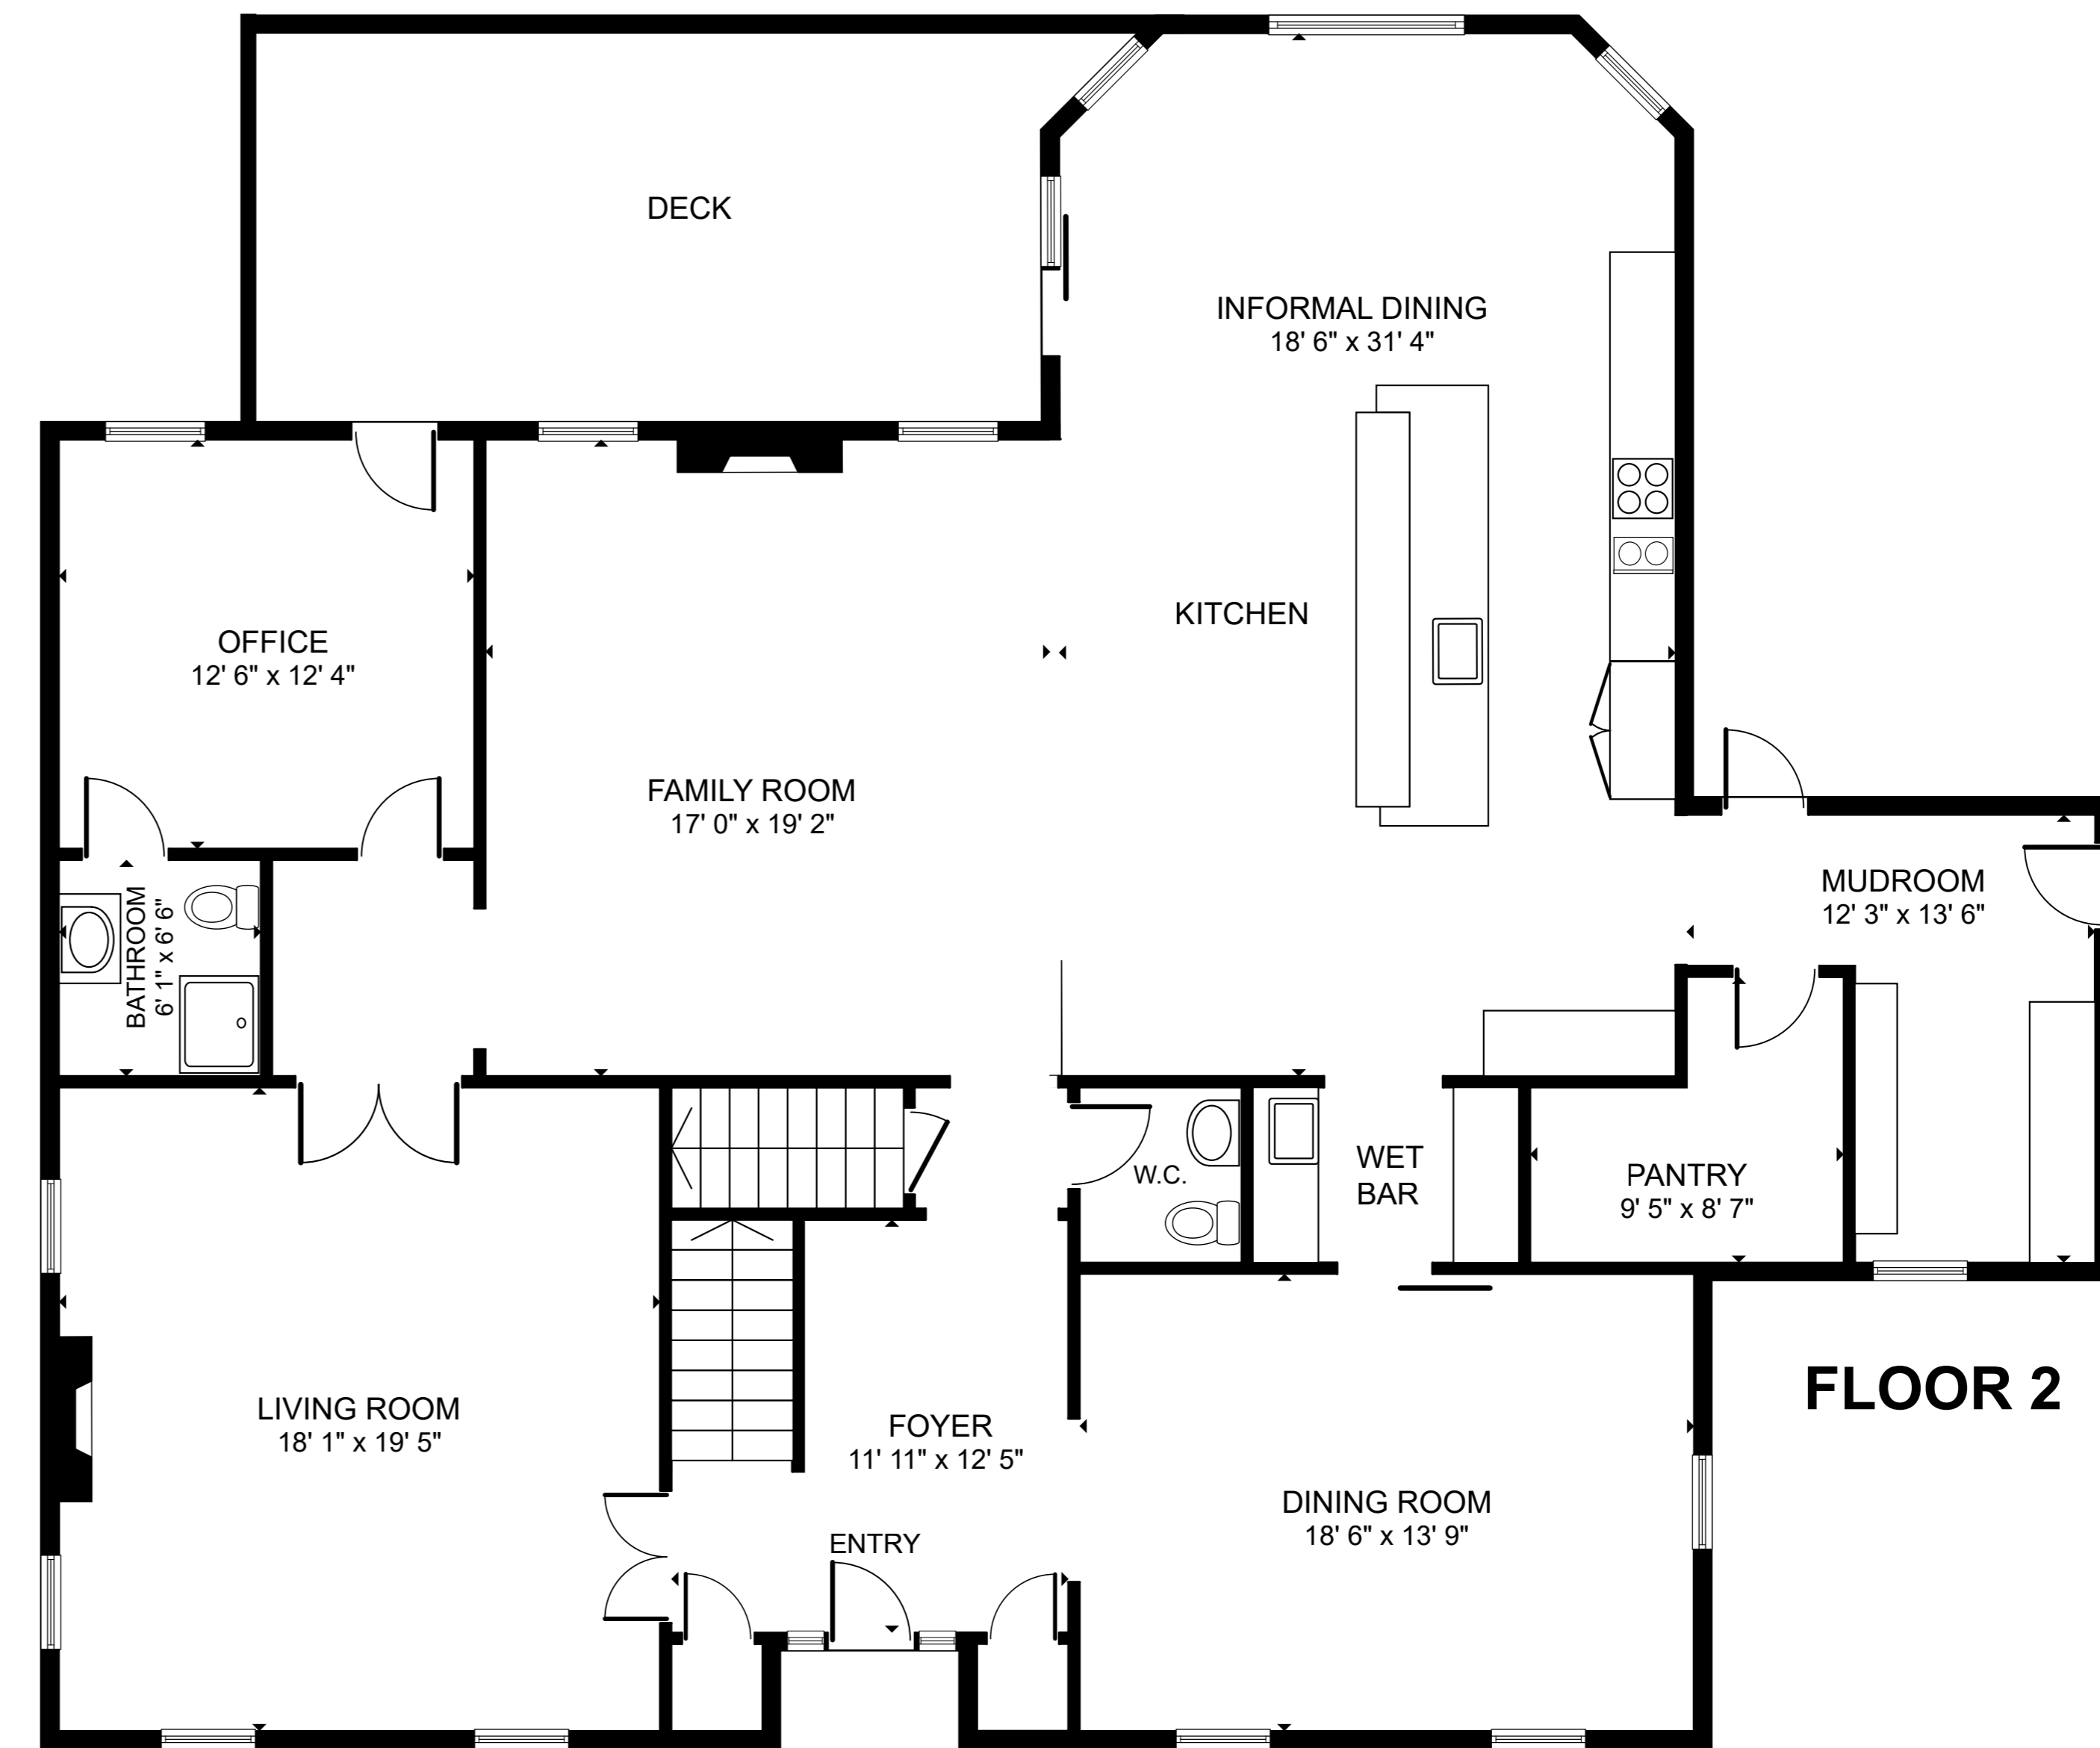 DECK
INFORMAL DINING
18' 6" x 31' 4"
KITCHEN
OFFICE
12' 6" x 12' 4"
FAMILY ROOM
17' 0" x 19' 2"
MUDROOM
12' 3" x 13' 6"
BATHROOM
6' 1" x 6' 6"
W.C.
WET
BAR
PANTRY
9' 5" x 8' 7"
FLOOR 2
LIVING ROOM
18' 1" x 19' 5"
FOYER
11' 11" x 12' 5"
DINING ROOM
18' 6" x 13' 9"
ENTRY